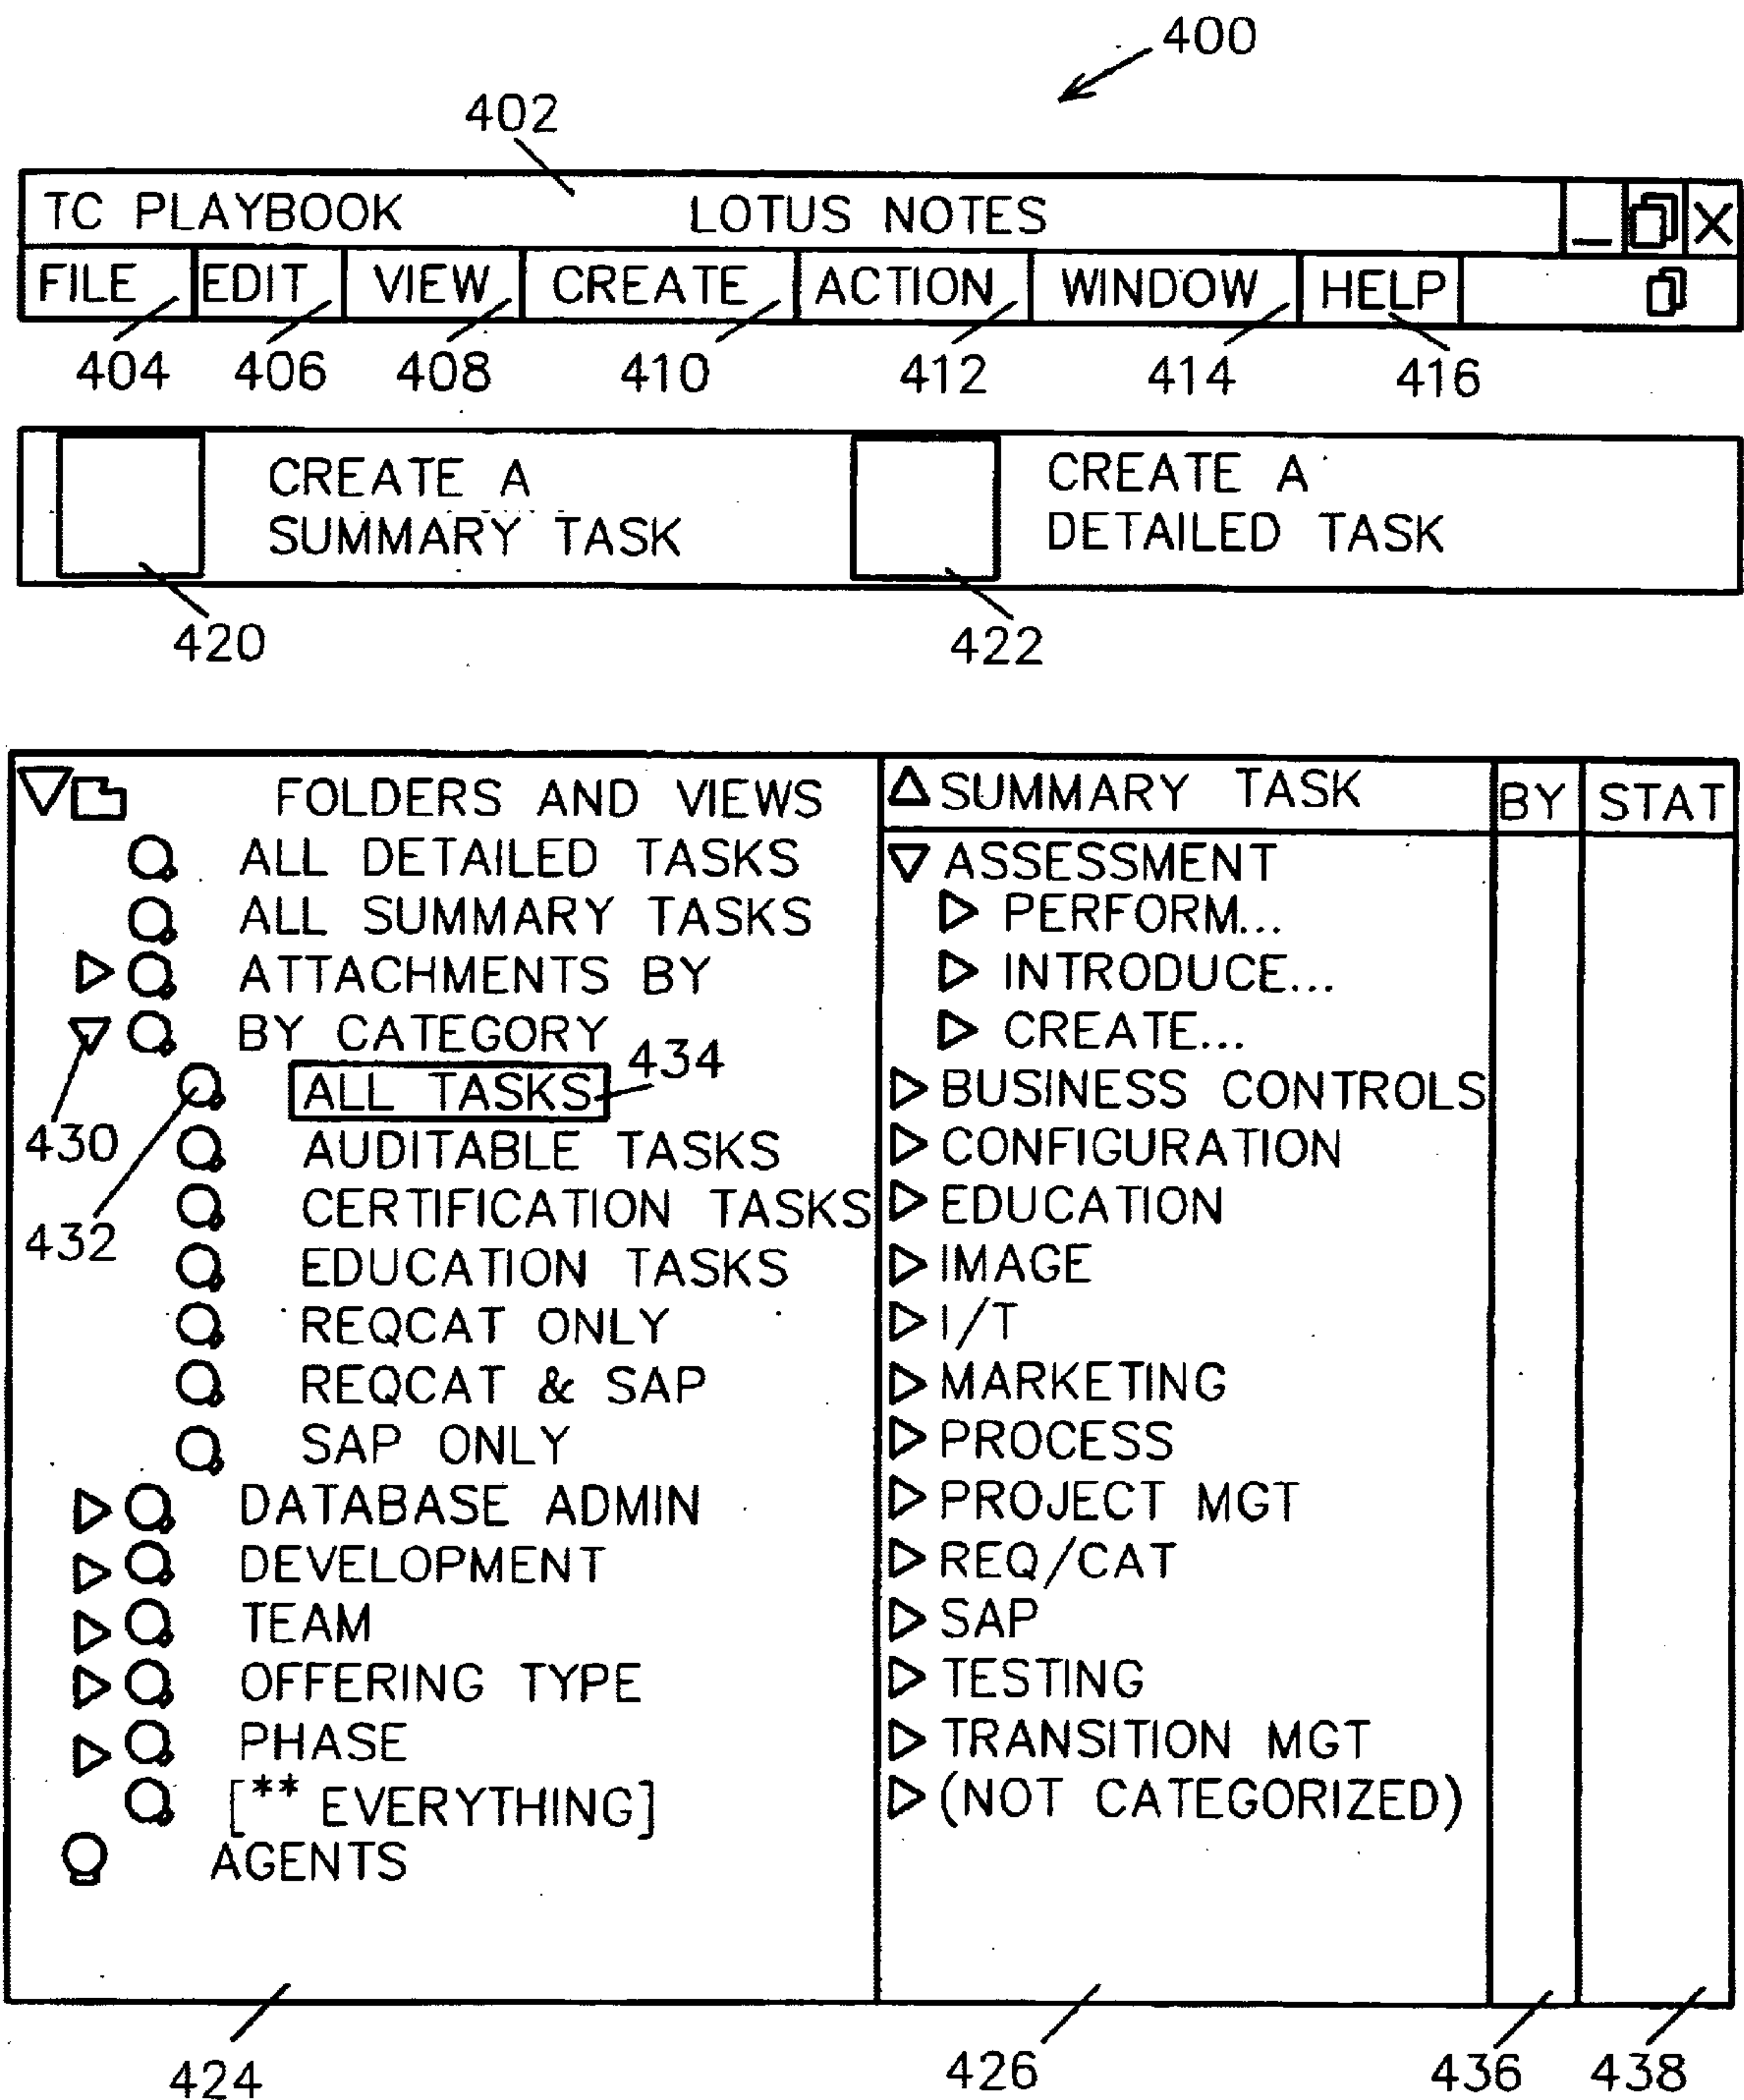 400
402
TC PLAYBOOK LOTUS NOTES
FILE EDIT VIEW CREATE ACTION WINDOW HELP
404 406 408 410 412 414 416
CREATE A
SUMMARY TASK
CREATE A
DETAILED TASK
420 422
FOLDERS AND VIEWS
ALL DETAILED TASKS
ALL SUMMARY TASKS
ATTACHMENTS BY
BY CATEGORY
ALL TASKS
434
430
AUDITABLE TASKS
CERTIFICATION TASKS
432
EDUCATION TASKS
REQCAT ONLY
REQCAT & SAP
SAP ONLY
DATABASE ADMIN
DEVELOPMENT
TEAM
OFFERING TYPE
PHASE
[** EVERYTHING]
AGENTS
SUMMARY TASK BY STAT
ASSESSMENT
PERFORM...
INTRODUCE...
CREATE...
BUSINESS CONTROLS
CONFIGURATION
EDUCATION
IMAGE
I/T
MARKETING
PROCESS
PROJECT MGT
REQ/CAT
SAP
TESTING
TRANSITION MGT
(NOT CATEGORIZED)
424 426 436 438